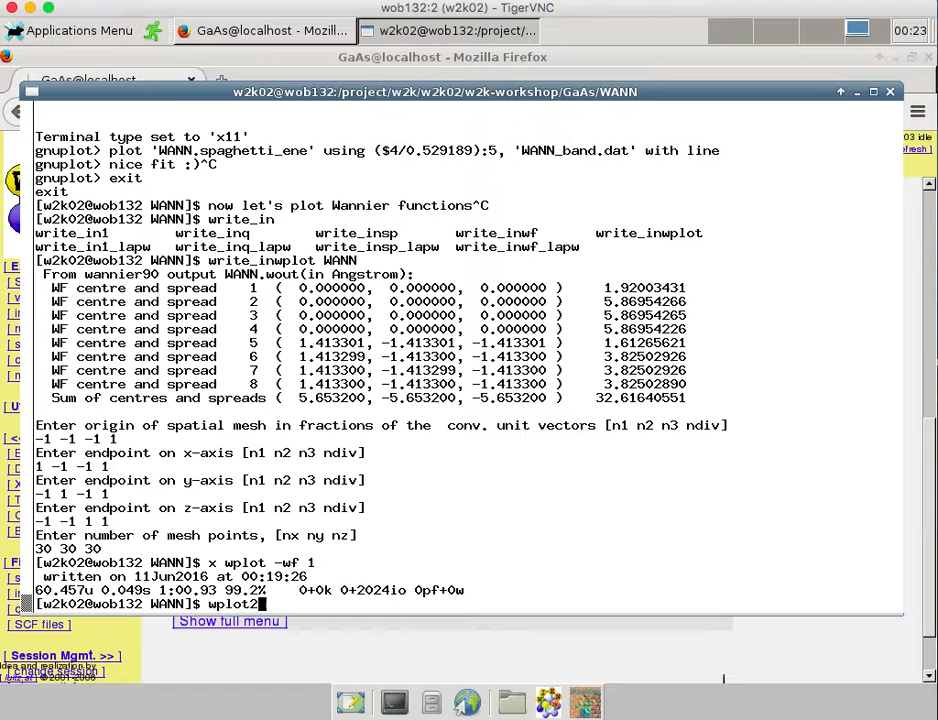 wob132:2 (w2k02) - TigerVNC
Applications Menu
GaAs@localhost - Mozill...
w2k02@wob132:/project/...
00:23
GaAs@localhost - Mozilla Firefox
GaAs@localhost
w2k02@wob132:/project/w2k/w2k02/w2k-workshop/GaAs/WANN
Terminal type set to 'x11'
gnuplot> plot 'WANN.spaghetti_ene' using ($4/0.529189):5, 'WANN_band.dat' with line
gnuplot> nice fit :)^C
gnuplot> exit
exit
[w2k02@wob132 WANN]$ now let's plot Wannier functions^C
[w2k02@wob132 WANN]$ write_in
write_in1 write_inq write_insp write_inwf write_inwplot
write_in1_lapw write_inq_lapw write_insp_lapw write_inwf_lapw
[w2k02@wob132 WANN]$ write_inwplot WANN
From wannier90 output WANN.wout(in Angstrom):
WF centre and spread 1 ( 0.000000, 0.000000, 0.000000 ) 1.92003431
WF centre and spread 2 ( 0.000000, 0.000000, 0.000000 ) 5.86954266
WF centre and spread 3 ( 0.000000, 0.000000, 0.000000 ) 5.86954265
WF centre and spread 4 ( 0.000000, 0.000000, 0.000000 ) 5.86954226
WF centre and spread 5 ( 1.413301, -1.413301, -1.413301 ) 1.61265621
WF centre and spread 6 ( 1.413299, -1.413300, -1.413300 ) 3.82502926
WF centre and spread 7 ( 1.413300, -1.413299, -1.413300 ) 3.82502926
WF centre and spread 8 ( 1.413300, -1.413300, -1.413300 ) 3.82502890
Sum of centres and spreads ( 5.653200, -5.653200, -5.653200 ) 32.61640551
Enter origin of spatial mesh in fractions of the conv. unit vectors [n1 n2 n3 ndiv]
-1 -1 -1 1
Enter endpoint on x-axis [n1 n2 n3 ndiv]
1 -1 -1 1
Enter endpoint on y-axis [n1 n2 n3 ndiv]
-1 1 -1 1
Enter endpoint on z-axis [n1 n2 n3 ndiv]
-1 -1 1 1
Enter number of mesh points, [nx ny nz]
30 30 30
[w2k02@wob132 WANN]$ x wplot -wf 1
written on 11Jun2016 at 00:19:26
60.457u 0.049s 1:00.93 99.2% 0+0k 0+2024io 0pf+0w
[w2k02@wob132 WANN]$ wplot2
03 idle
[ SCF files ]
[ Show full menu ]
Session Mgmt. >> ]
[ change session ]
Idea and realization by